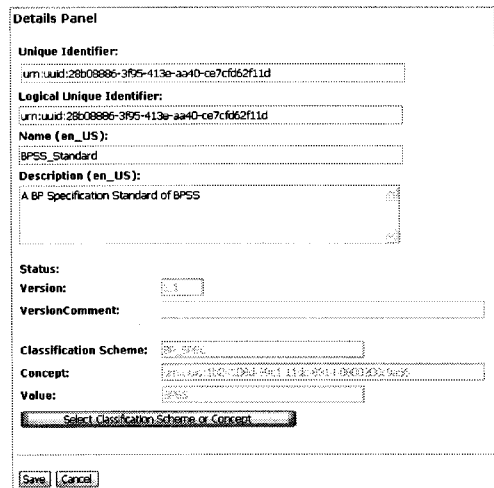 Details Panel
Unique Identifier:
urn:uuid:28b08886-3f95-413e-aa40-ce7cfd62f11d
Logical Unique Identifier:
urn:uuid:28b08886-3f95-413e-aa40-ce7cfd62f11d
Name (en_US):
BPSS_Standard
Description (en_US):
A BP Specification Standard of BPSS
Status:
Version:
VersionComment:
Classification Scheme: BP_SPEC
Concept:
Value: BPSS
Select Classification Scheme or Concept
Save Cancel